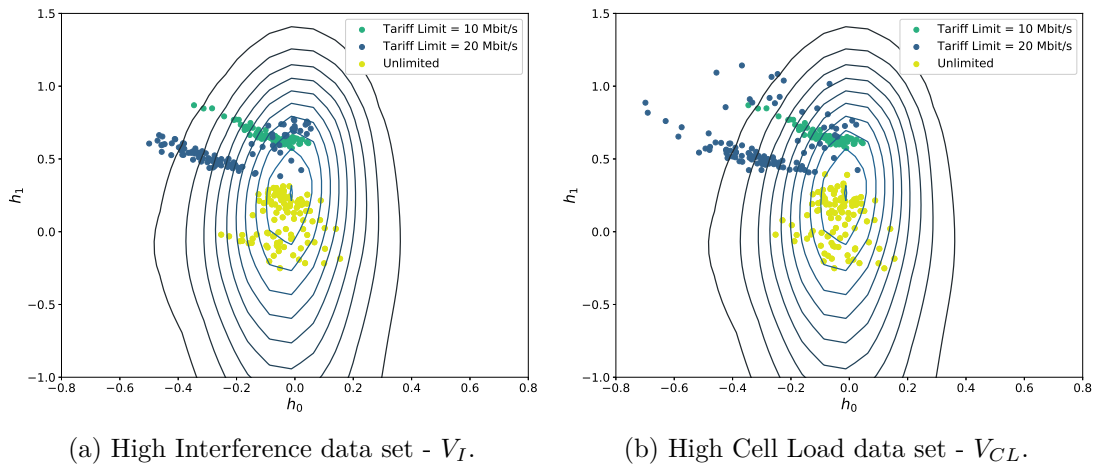 1.5
1.0
0.5
0.0
−0.5
−1.0
h₁
−0.8
−0.6
−0.4
−0.2
0.0
0.2
0.4
0.6
0.8
h₀
Tariff Limit = 10 Mbit/s
Tariff Limit = 20 Mbit/s
Unlimited
(a) High Interference data set - V_I.
1.5
1.0
0.5
0.0
−0.5
−1.0
h₁
−0.8
−0.6
−0.4
−0.2
0.0
0.2
0.4
0.6
0.8
h₀
Tariff Limit = 10 Mbit/s
Tariff Limit = 20 Mbit/s
Unlimited
(b) High Cell Load data set - V_{CL}.